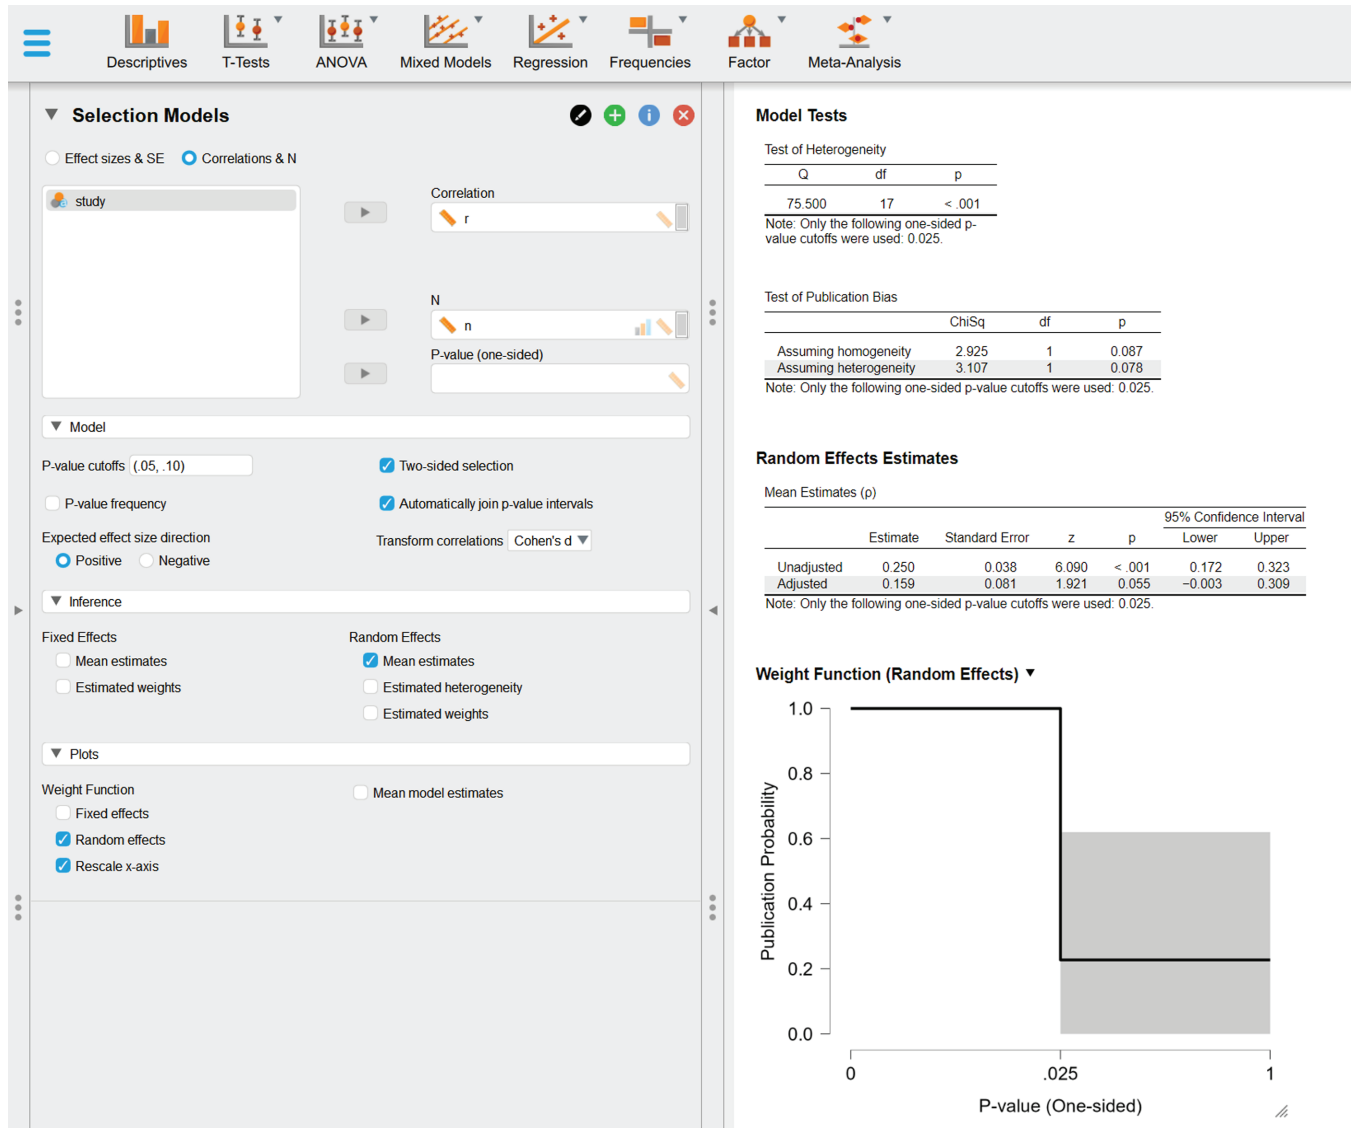 Descriptives
T-Tests
ANOVA
Mixed Models
Regression
Frequencies
Factor
Meta-Analysis
Selection Models
Effect sizes & SE
Correlations & N
study
Correlation
r
N
n
P-value (one-sided)
Model
P-value cutoffs (.05, .10)
Two-sided selection
P-value frequency
Automatically join p-value intervals
Expected effect size direction
Transform correlations Cohen's d
Positive
Negative
Inference
Fixed Effects
Random Effects
Mean estimates
Mean estimates
Estimated weights
Estimated heterogeneity
Estimated weights
Plots
Weight Function
Mean model estimates
Fixed effects
Random effects
Rescale x-axis
Model Tests
Test of Heterogeneity
Q df p
75.500 17 < .001
Note: Only the following one-sided p-
value cutoffs were used: 0.025.
Test of Publication Bias
ChiSq df p
Assuming homogeneity 2.925 1 0.087
Assuming heterogeneity 3.107 1 0.078
Note: Only the following one-sided p-value cutoffs were used: 0.025.
Random Effects Estimates
Mean Estimates (ρ)
95% Confidence Interval
Estimate Standard Error z p Lower Upper
Unadjusted 0.250 0.038 6.090 < .001 0.172 0.323
Adjusted 0.159 0.081 1.921 0.055 −0.003 0.309
Note: Only the following one-sided p-value cutoffs were used: 0.025.
Weight Function (Random Effects)
Publication Probability
1.0
0.8
0.6
0.4
0.2
0.0
0 .025 1
P-value (One-sided)